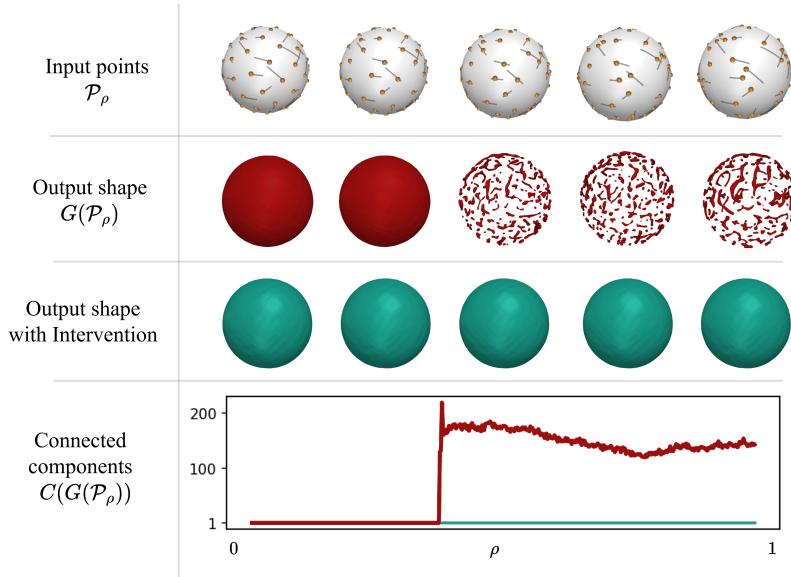 Input points
𝒫ρ
Output shape
G(𝒫ρ)
Output shape
with Intervention
Connected
components
C(G(𝒫ρ))
200
100
1
0
ρ
1